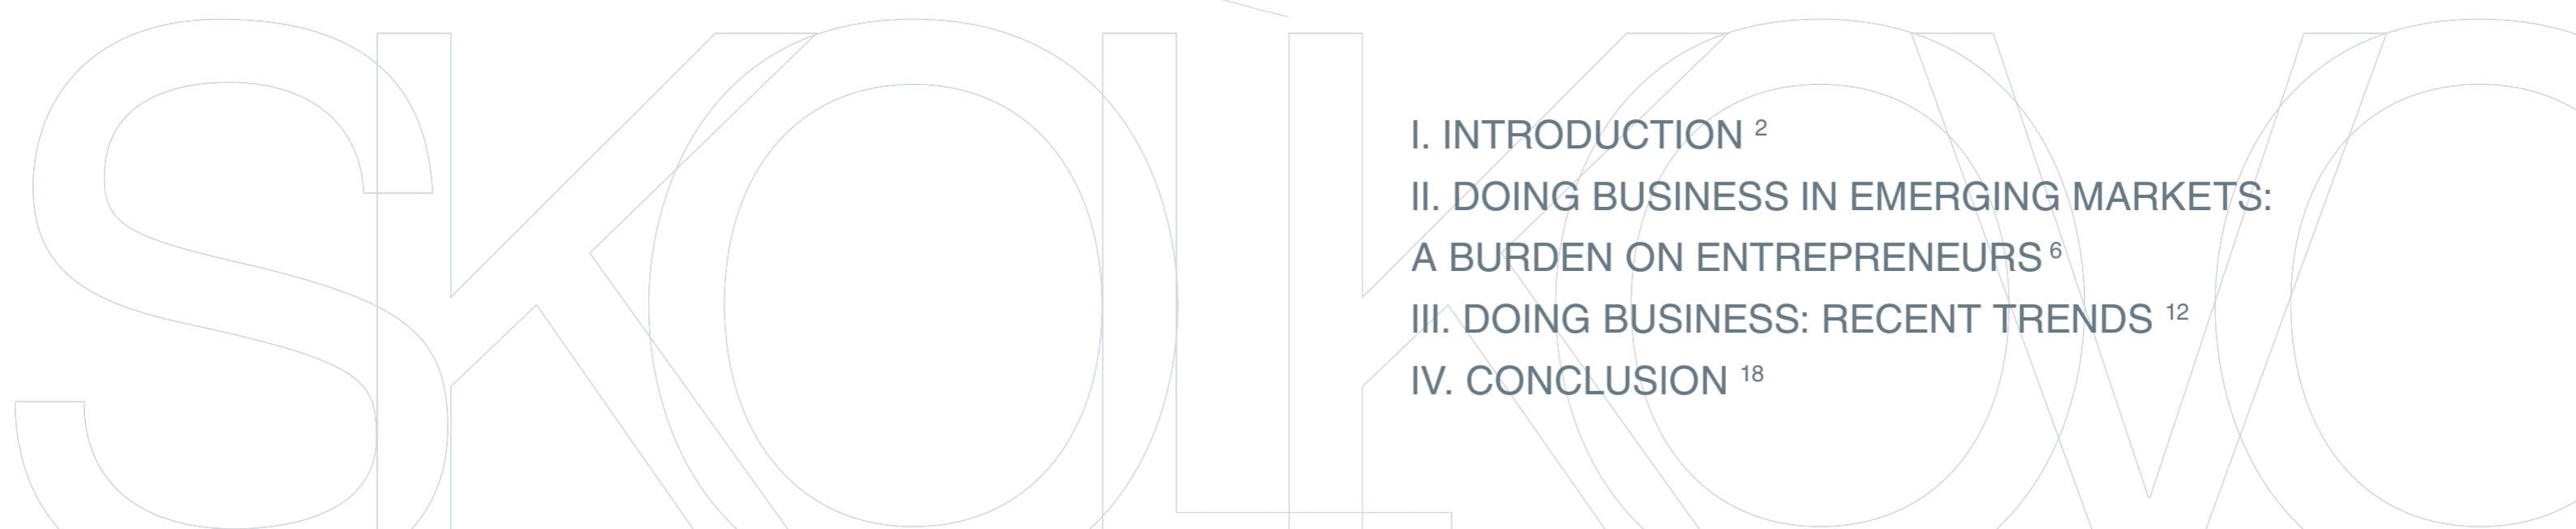 SKOLKOVO
I. INTRODUCTION 2
II. DOING BUSINESS IN EMERGING MARKETS:
A BURDEN ON ENTREPRENEURS 6
III. DOING BUSINESS: RECENT TRENDS 12
IV. CONCLUSION 18